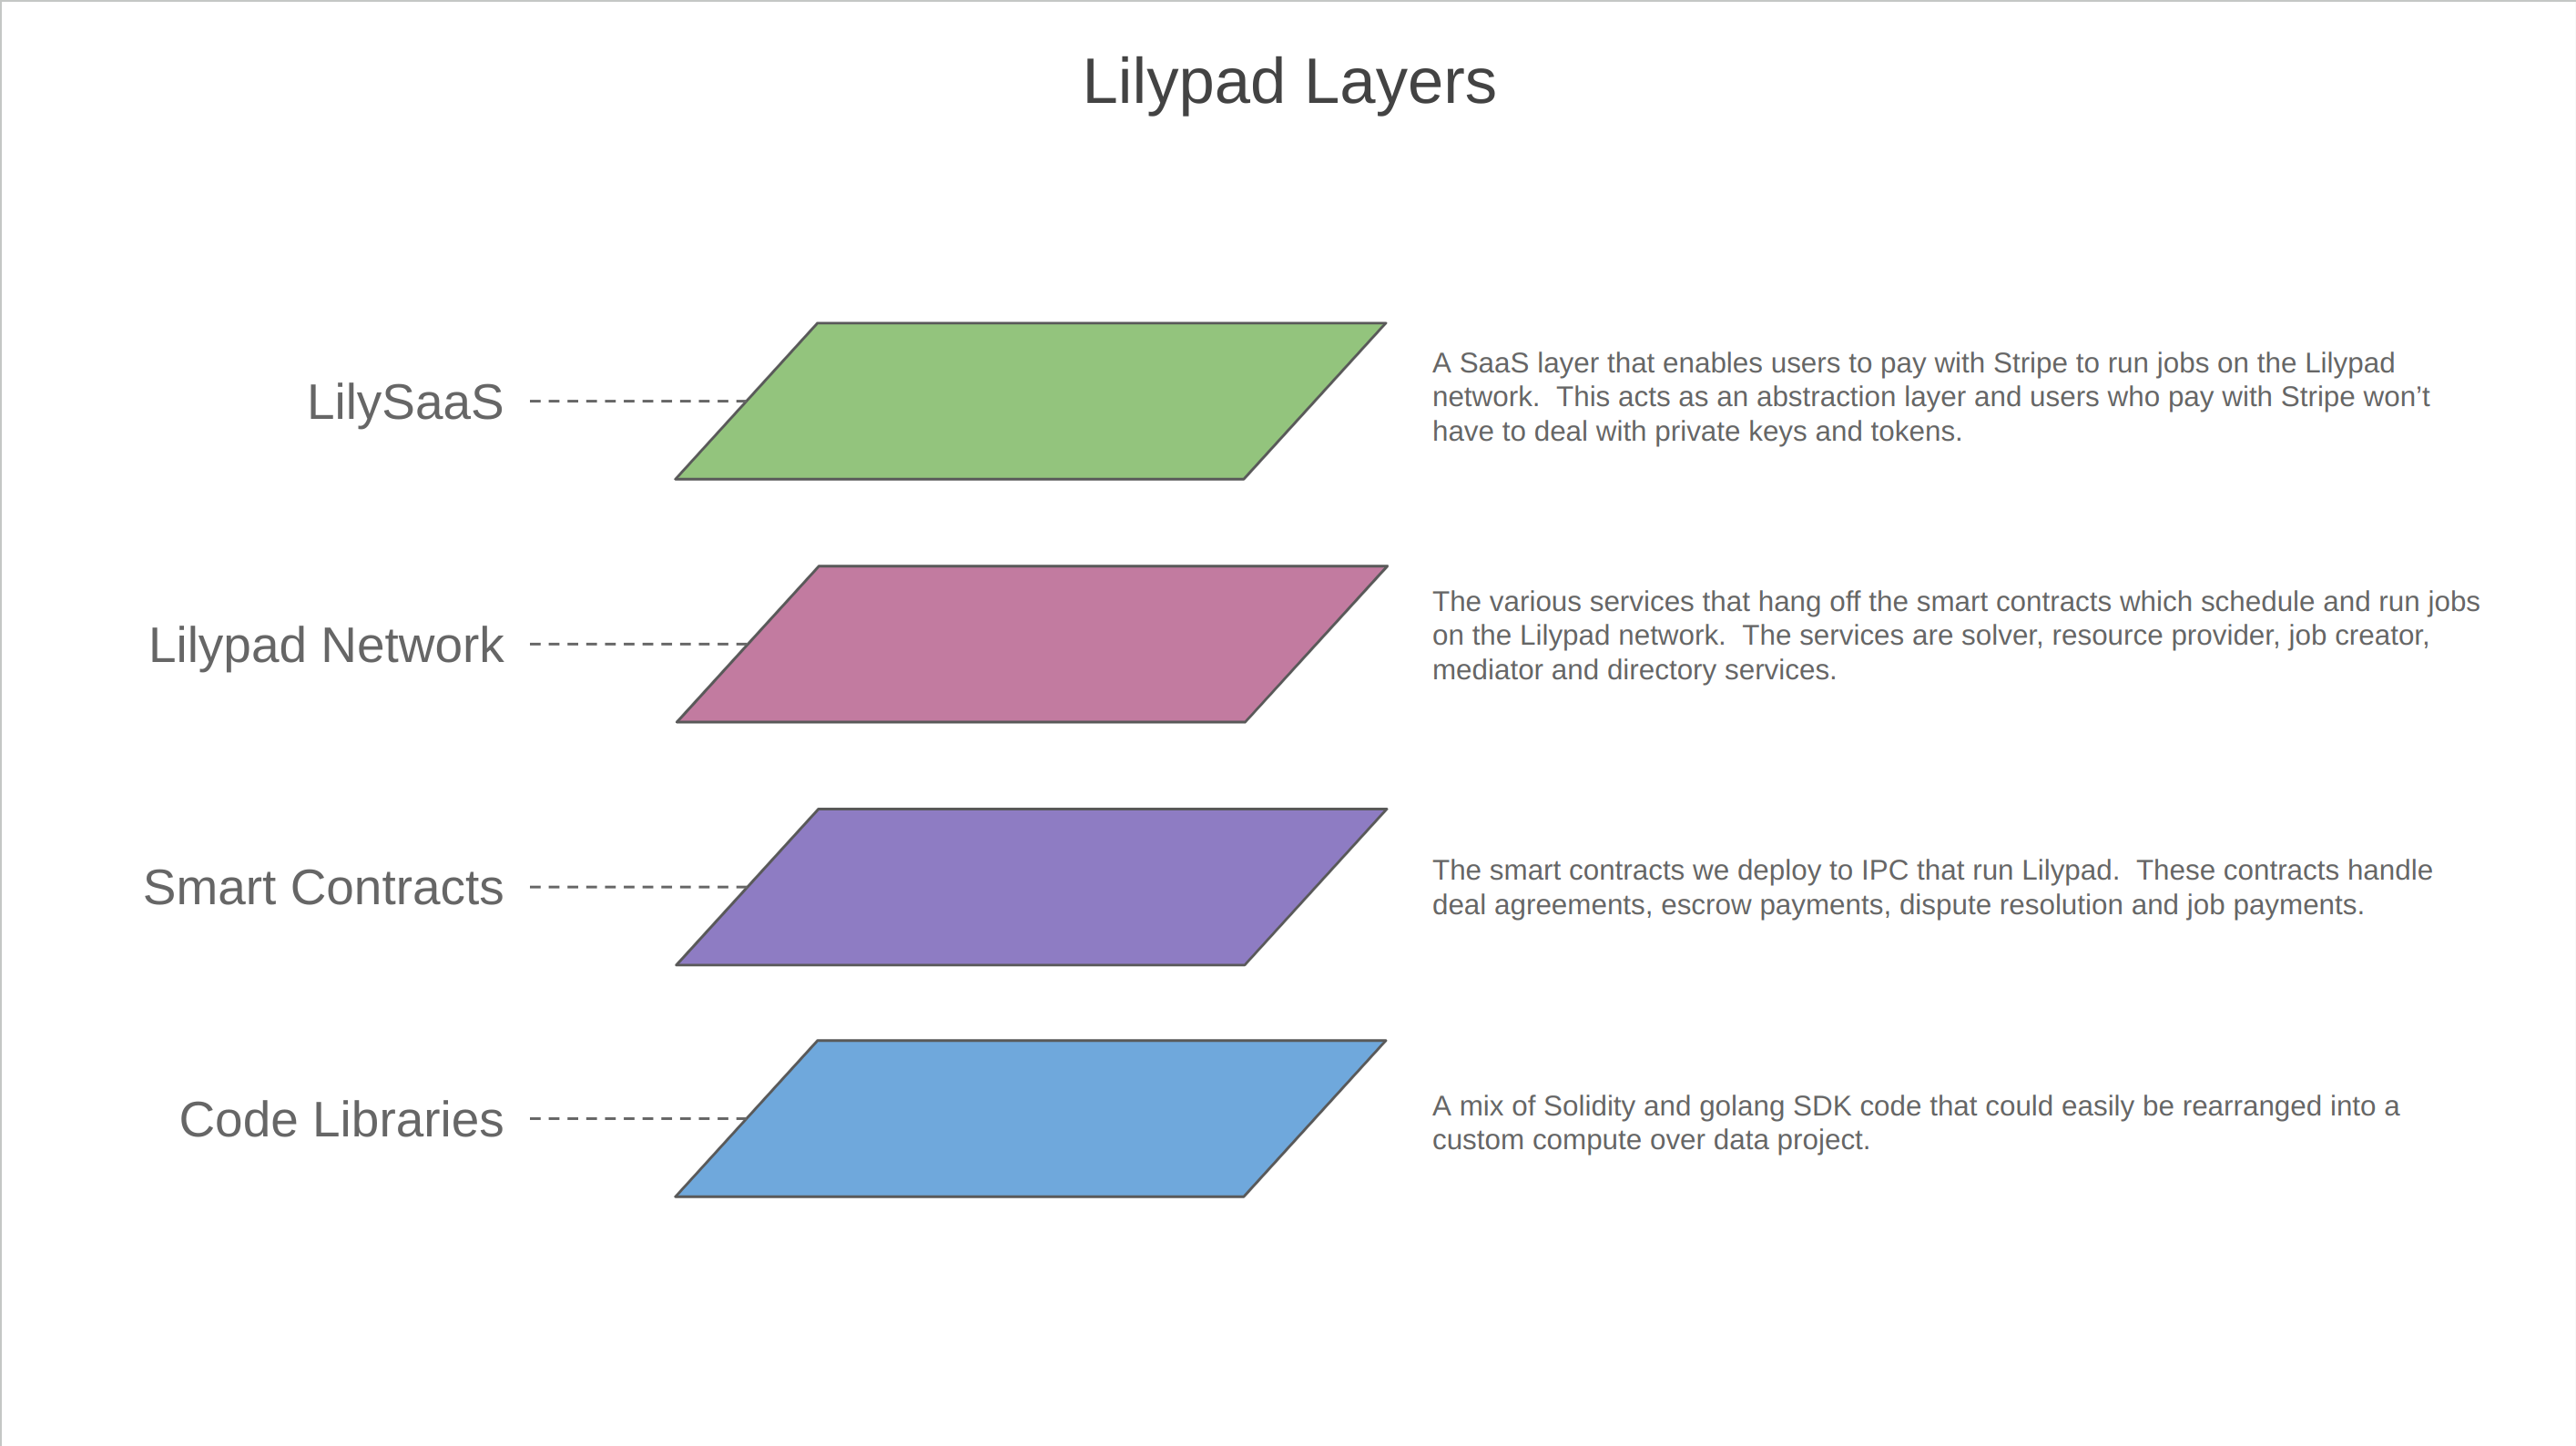 Lilypad Layers
LilySaaS
A SaaS layer that enables users to pay with Stripe to run jobs on the Lilypad
network.  This acts as an abstraction layer and users who pay with Stripe won’t
have to deal with private keys and tokens.
Lilypad Network
The various services that hang off the smart contracts which schedule and run jobs
on the Lilypad network.  The services are solver, resource provider, job creator,
mediator and directory services.
Smart Contracts
The smart contracts we deploy to IPC that run Lilypad.  These contracts handle
deal agreements, escrow payments, dispute resolution and job payments.
Code Libraries
A mix of Solidity and golang SDK code that could easily be rearranged into a
custom compute over data project.